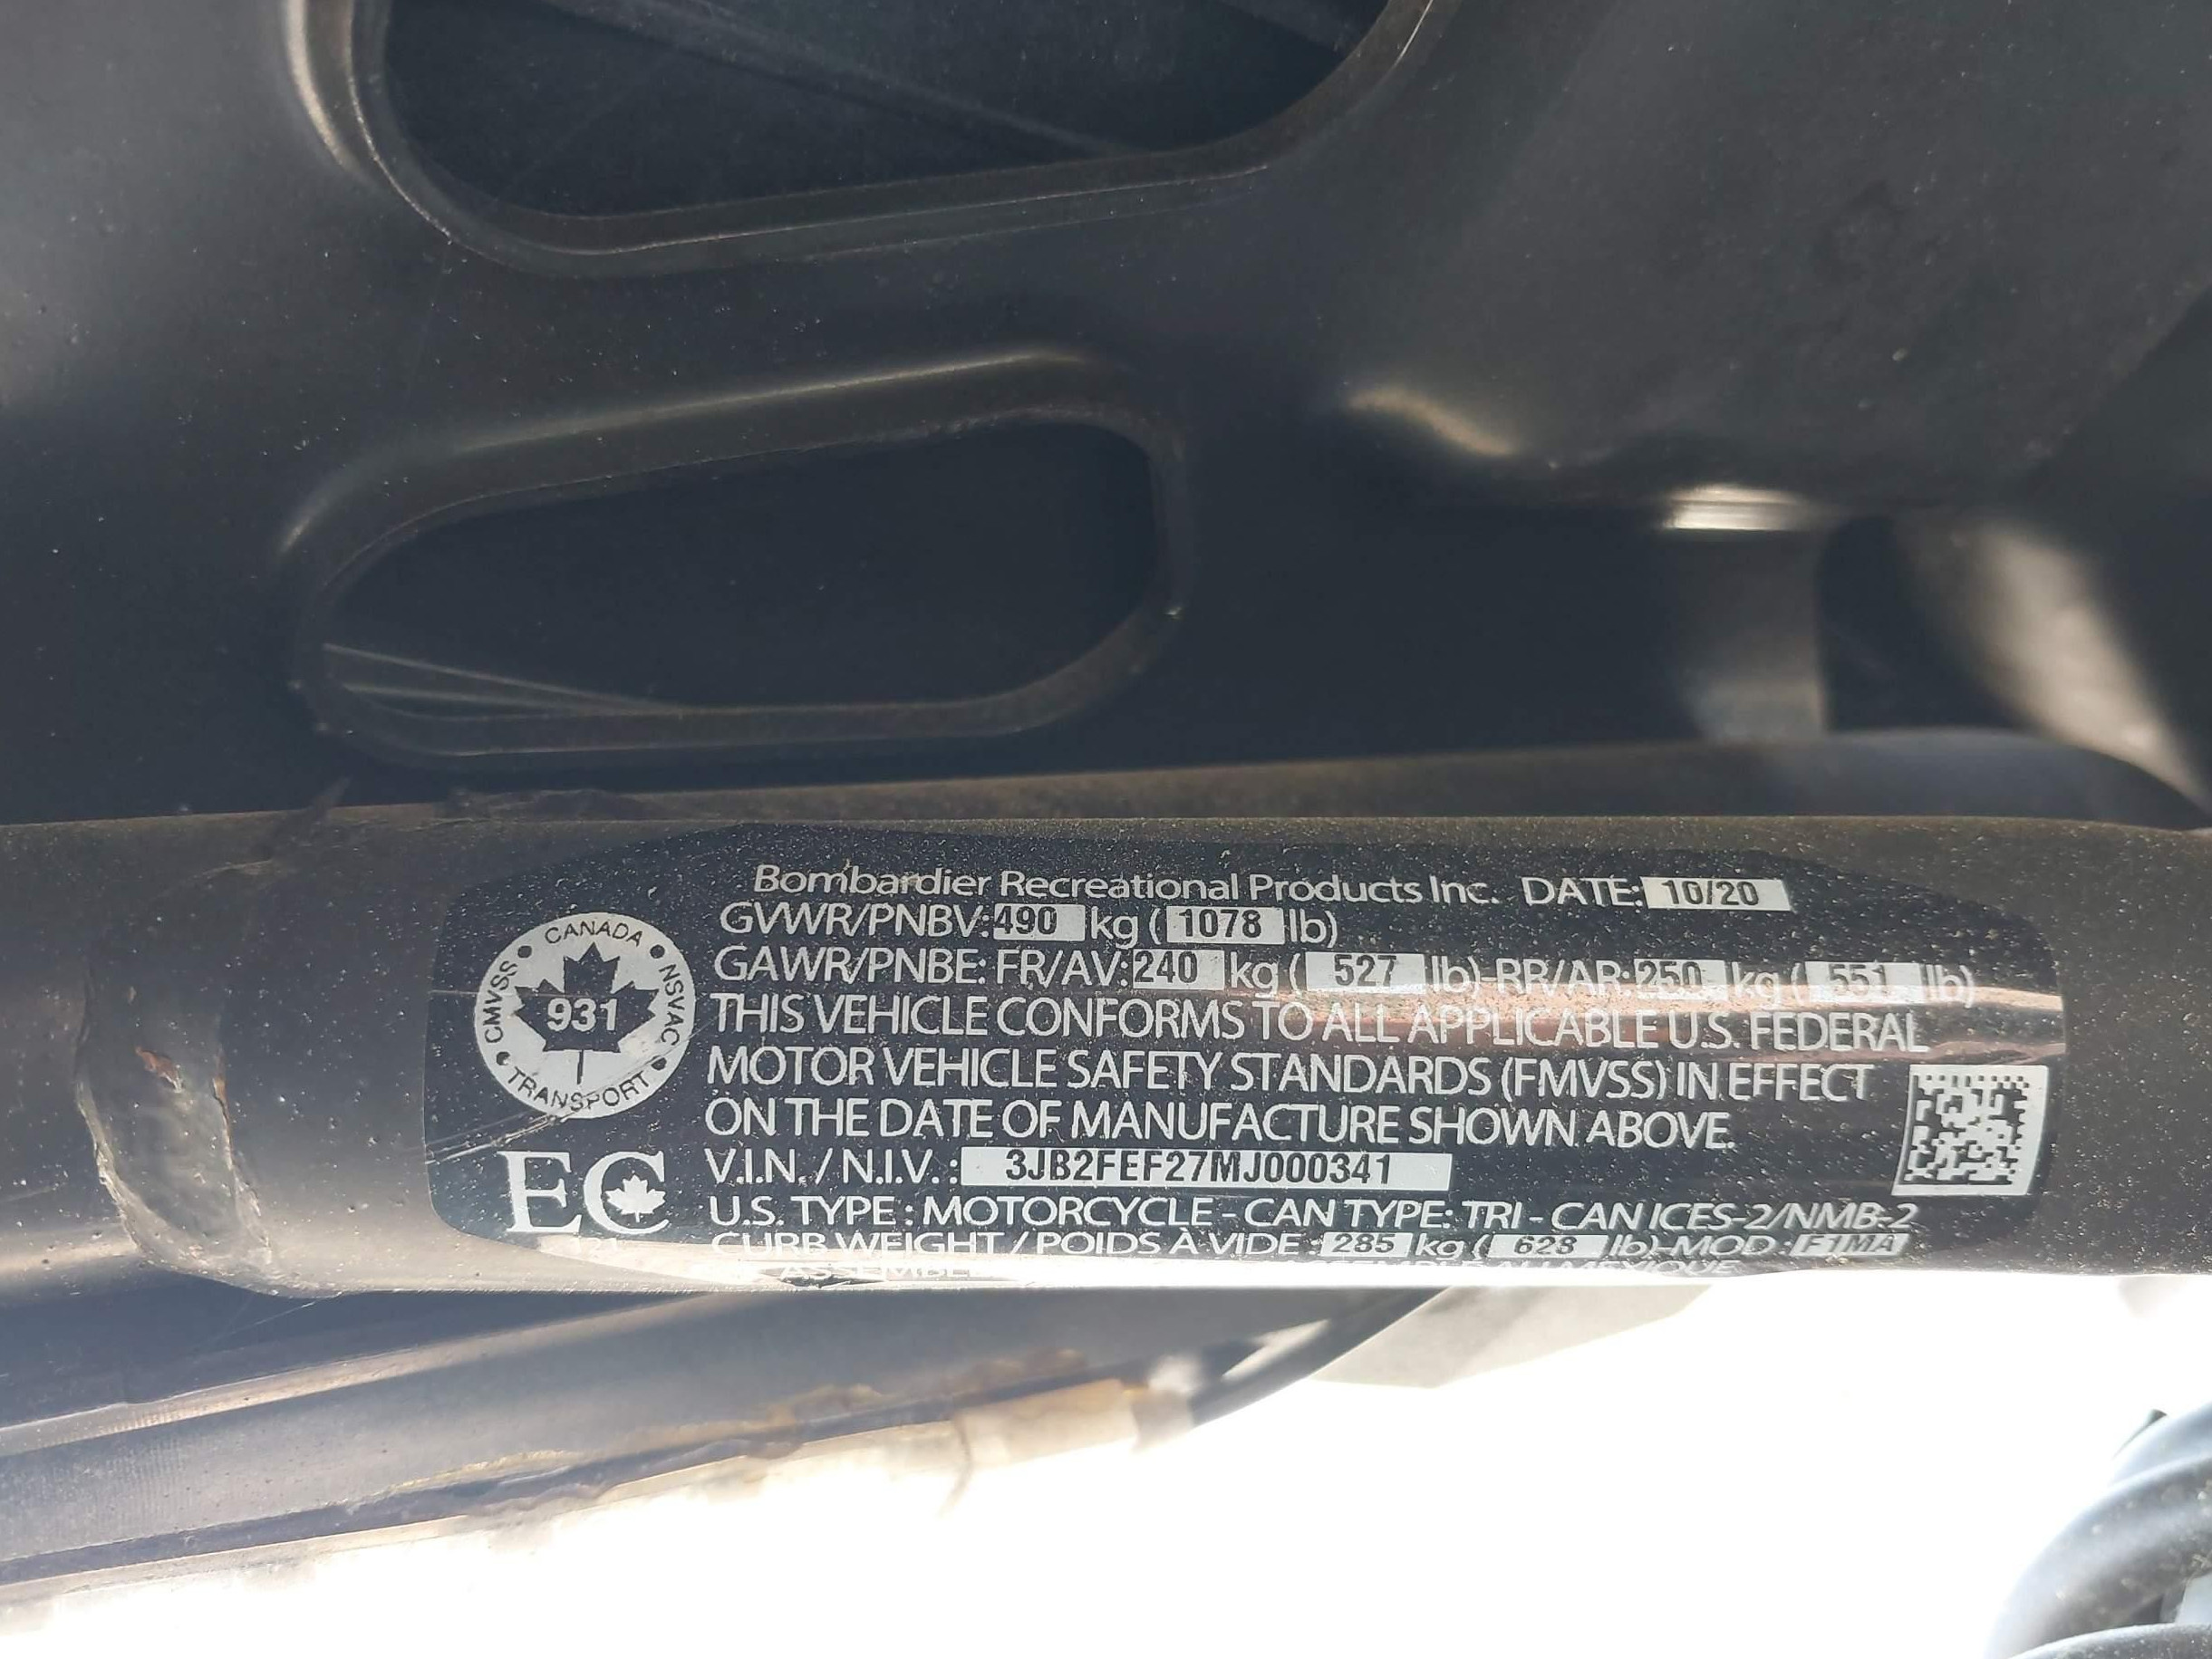 Bombardier Recreational Products Inc. DATE: 10/20
GVWR/PNBV: 490 kg ( 1078 lb)
GAWR/PNBE: FR/AV: 240 kg ( 527 lb)-RR/AR: 250 kg ( 551 lb)
THIS VEHICLE CONFORMS TO ALL APPLICABLE U.S. FEDERAL
MOTOR VEHICLE SAFETY STANDARDS (FMVSS) IN EFFECT
ON THE DATE OF MANUFACTURE SHOWN ABOVE.
V.I.N. / N.I.V. : 3JB2FEF27MJ000341
U.S. TYPE : MOTORCYCLE - CAN TYPE: TRI - CAN ICES-2/NMB-2
CURB WEIGHT / POIDS À VIDE : 285 kg ( 628 lb)-MOD : F1MA
ASSEMBLÉ AU MEXIQUE
CANADA
CMVSS • NSVAC
931
TRANSPORT
EC